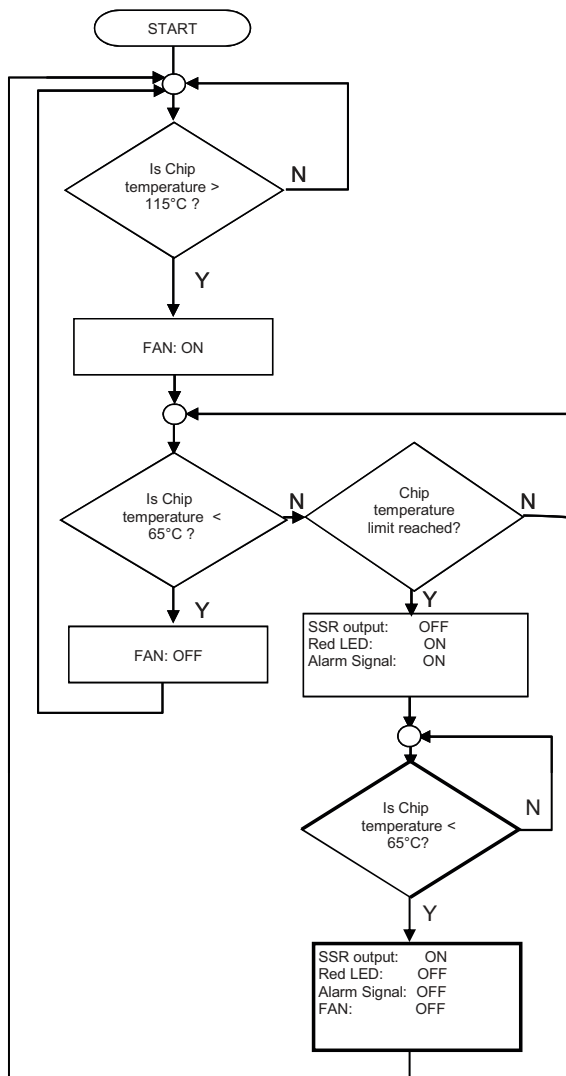 START
Is Chip
temperature >
115°C ?
N
Y
FAN: ON
Is Chip
temperature <
65°C ?
N
Chip
temperature
limit reached?
N
Y
Y
FAN: OFF
SSR output: OFF
Red LED: ON
Alarm Signal: ON
Is Chip
temperature <
65°C?
N
Y
SSR output: ON
Red LED: OFF
Alarm Signal: OFF
FAN: OFF